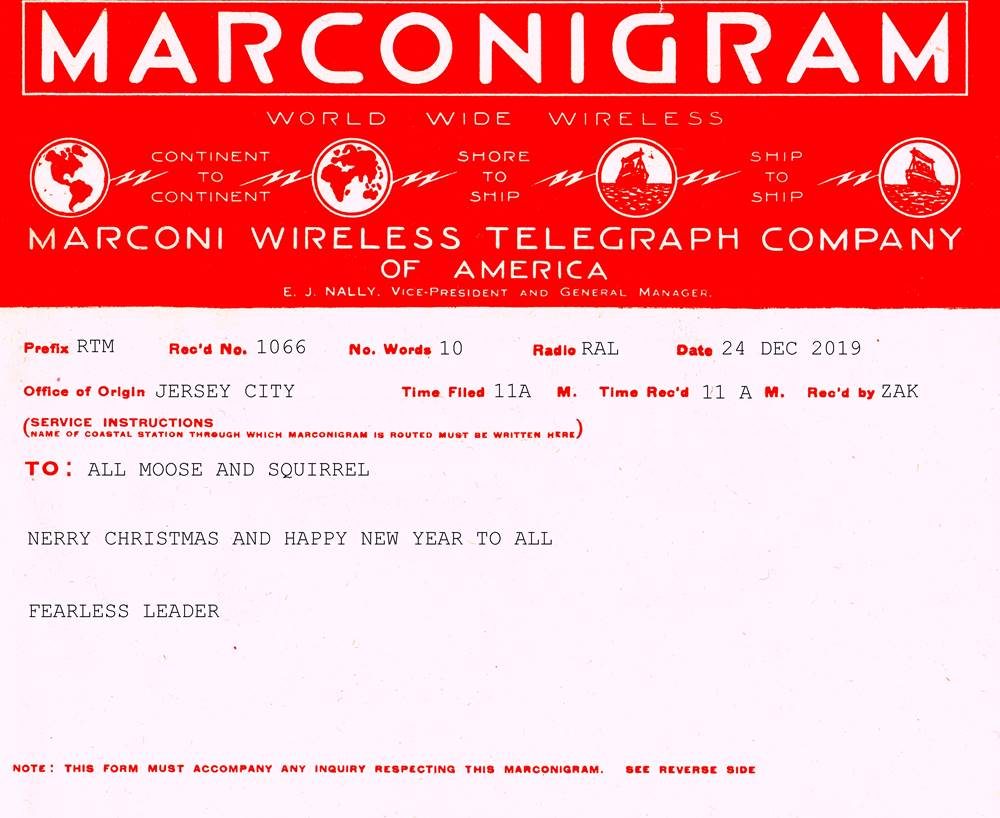 MARCONIGRAM
WORLD WIDE WIRELESS
CONTINENT TO CONTINENT
SHORE TO SHIP
SHIP TO SHIP
MARCONI WIRELESS TELEGRAPH COMPANY
OF AMERICA
E. J. NALLY, VICE-PRESIDENT AND GENERAL MANAGER.
Prefix RTM Rec'd No. 1066 No. Words 10 Radio RAL Date 24 DEC 2019
Office of Origin JERSEY CITY Time Filed 11A M. Time Rec'd 11 A M. Rec'd by ZAK
(SERVICE INSTRUCTIONS
NAME OF COASTAL STATION THROUGH WHICH MARCONIGRAM IS ROUTED MUST BE WRITTEN HERE)
TO: ALL MOOSE AND SQUIRREL
NERRY CHRISTMAS AND HAPPY NEW YEAR TO ALL
FEARLESS LEADER
NOTE: THIS FORM MUST ACCOMPANY ANY INQUIRY RESPECTING THIS MARCONIGRAM. SEE REVERSE SIDE